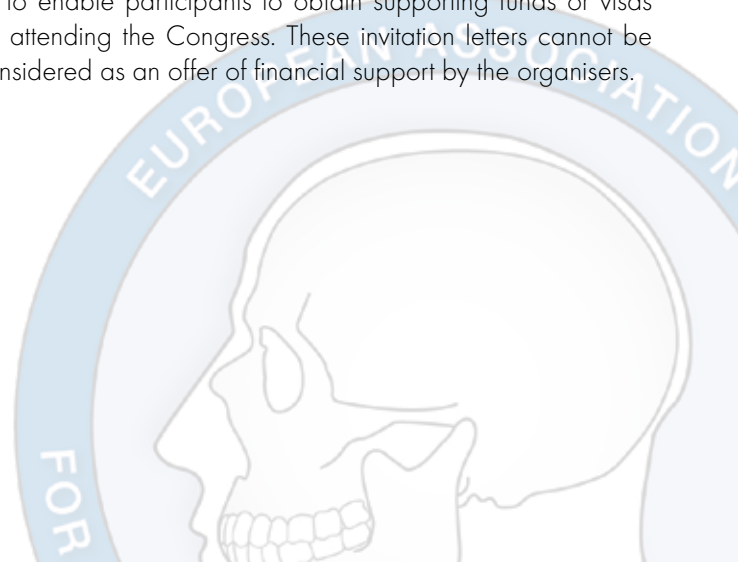 to enable participants to obtain supporting funds or visas
attending the Congress. These invitation letters cannot be
nsidered as an offer of financial support by the organisers.
EUROPEAN ASSOCIATION
FOR